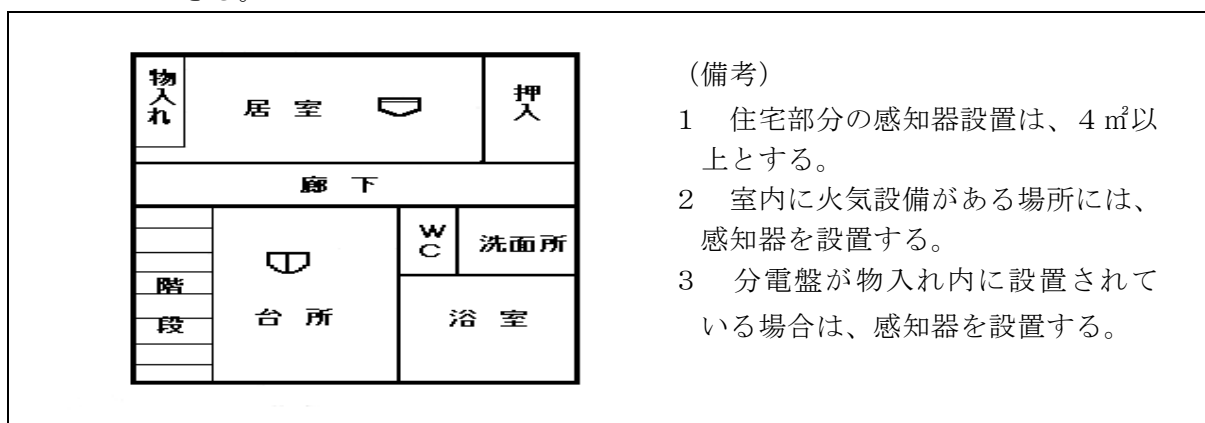 きる。
物入れ
居室
押入
廊下
階段
台所
WC
洗面所
浴室
（備考）
１　住宅部分の感知器設置は、４㎡以
上とする。
２　室内に火気設備がある場所には、
感知器を設置する。
３　分電盤が物入れ内に設置されて
いる場合は、感知器を設置する。